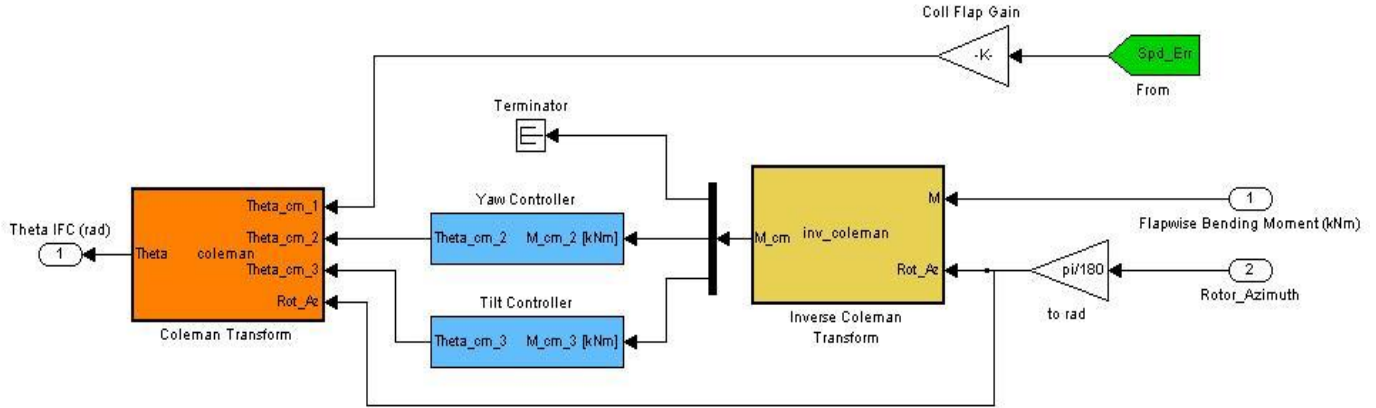 Coll Flap Gain
-K-
Spd_Err
From
Terminator
Theta IFC (rad)
1
Theta
coleman
Theta_cm_1
Theta_cm_2
Theta_cm_3
Rot_Az
Coleman Transform
Yaw Controller
Theta_cm_2
M_cm_2 [kNm]
Tilt Controller
Theta_cm_3
M_cm_3 [kNm]
M_cm
inv_coleman
M
Rot_Az
Inverse Coleman
Transform
1
Flapwise Bending Moment (kNm)
pi/180
to rad
2
Rotor_Azimuth